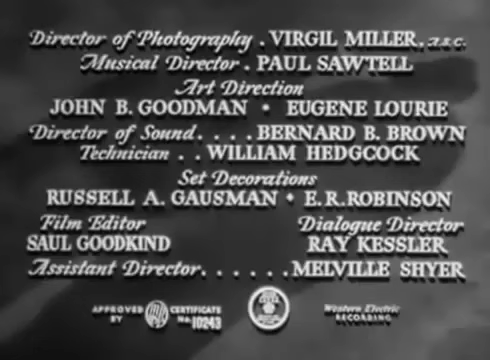 Director of Photography . VIRGIL MILLER, A.S.C.
Musical Director . PAUL SAWTELL
Art Direction
JOHN B. GOODMAN • EUGENE LOURIE
Director of Sound . . . . BERNARD B. BROWN
Technician . . WILLIAM HEDGCOCK
Set Decorations
RUSSELL A. GAUSMAN • E.R. ROBINSON
Film Editor
SAUL GOODKIND
Dialogue Director
RAY KESSLER
Assistant Director . . . . . . MELVILLE SHYER
APPROVED BY
CERTIFICATE No. 10243
Western Electric
RECORDING